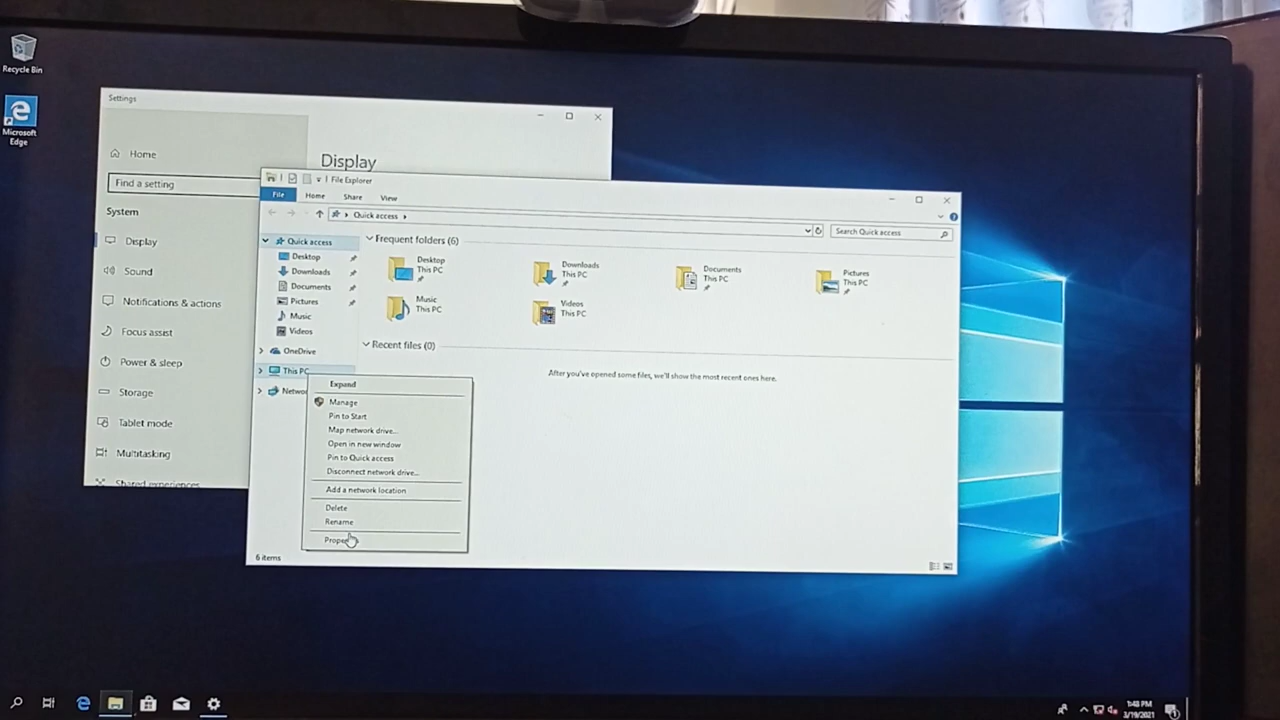 Recycle Bin
Microsoft
Edge
Settings
Home
Find a setting
System
Display
Sound
Notifications & actions
Focus assist
Power & sleep
Storage
Tablet mode
Multitasking
Shared experiences
Display
File Explorer
File
Home
Share
View
Quick access
Search Quick access
Quick access
Desktop
Downloads
Documents
Pictures
Music
Videos
OneDrive
This PC
Frequent folders (6)
Desktop
This PC
Downloads
This PC
Documents
This PC
Pictures
This PC
Music
This PC
Videos
This PC
Recent files (0)
After you've opened some files, we'll show the most recent ones here.
Expand
Manage
Pin to Start
Map network drive...
Open in new window
Pin to Quick access
Disconnect network drive...
Add a network location
Delete
Rename
6 items
1:48 PM
3/19/2021